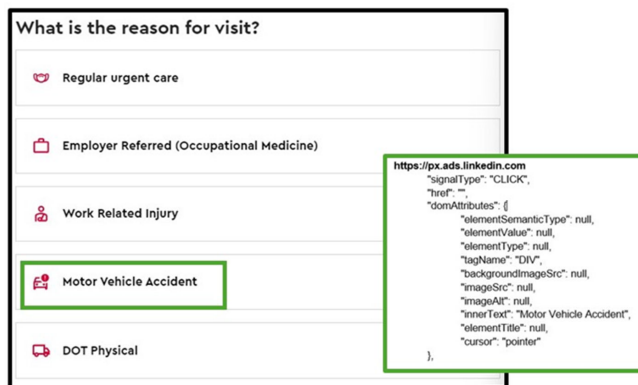 What is the reason for visit?
Regular urgent care
Employer Referred (Occupational Medicine)
Work Related Injury
Motor Vehicle Accident
DOT Physical
https://px.ads.linkedin.com
"signalType": "CLICK",
"href": "",
"domAttributes": {
"elementSemanticType": null,
"elementValue": null,
"elementType": null,
"tagName": "DIV",
"backgroundImageSrc": null,
"imageSrc": null,
"imageAlt": null,
"innerText": "Motor Vehicle Accident",
"elementTitle": null,
"cursor": "pointer"
},